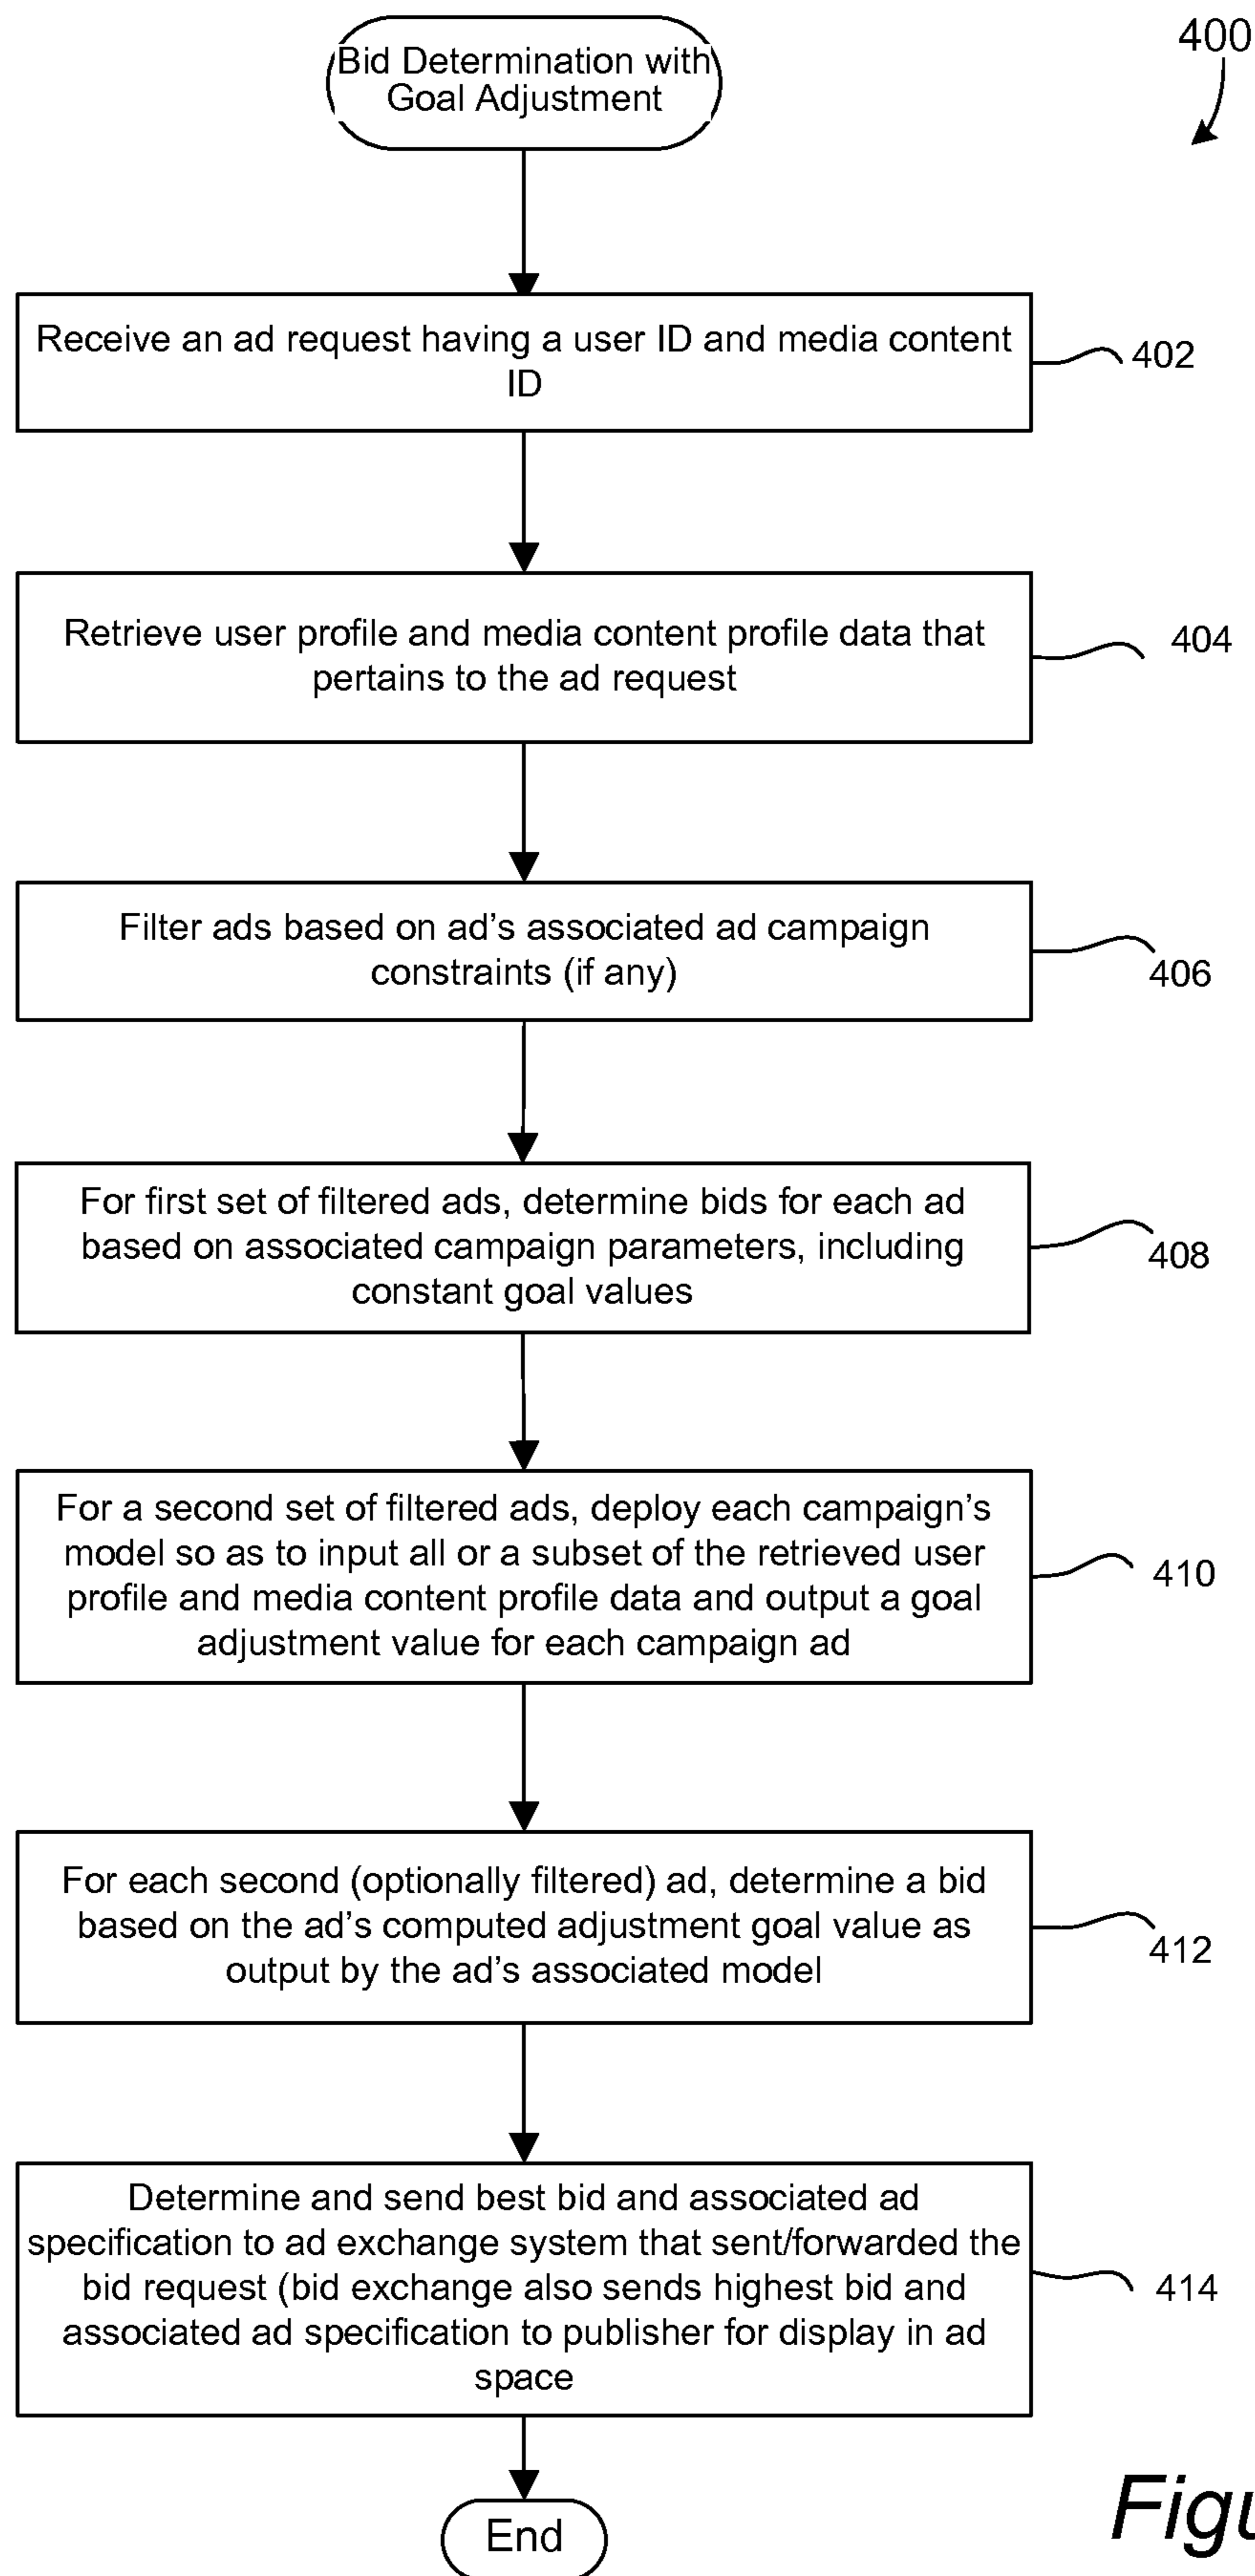 Bid Determination with
Goal Adjustment
400
Receive an ad request having a user ID and media content
ID
402
Retrieve user profile and media content profile data that
pertains to the ad request
404
Filter ads based on ad's associated ad campaign
constraints (if any)
406
For first set of filtered ads, determine bids for each ad
based on associated campaign parameters, including
constant goal values
408
For a second set of filtered ads, deploy each campaign's
model so as to input all or a subset of the retrieved user
profile and media content profile data and output a goal
adjustment value for each campaign ad
410
For each second (optionally filtered) ad, determine a bid
based on the ad's computed adjustment goal value as
output by the ad's associated model
412
Determine and send best bid and associated ad
specification to ad exchange system that sent/forwarded the
bid request (bid exchange also sends highest bid and
associated ad specification to publisher for display in ad
space
414
End